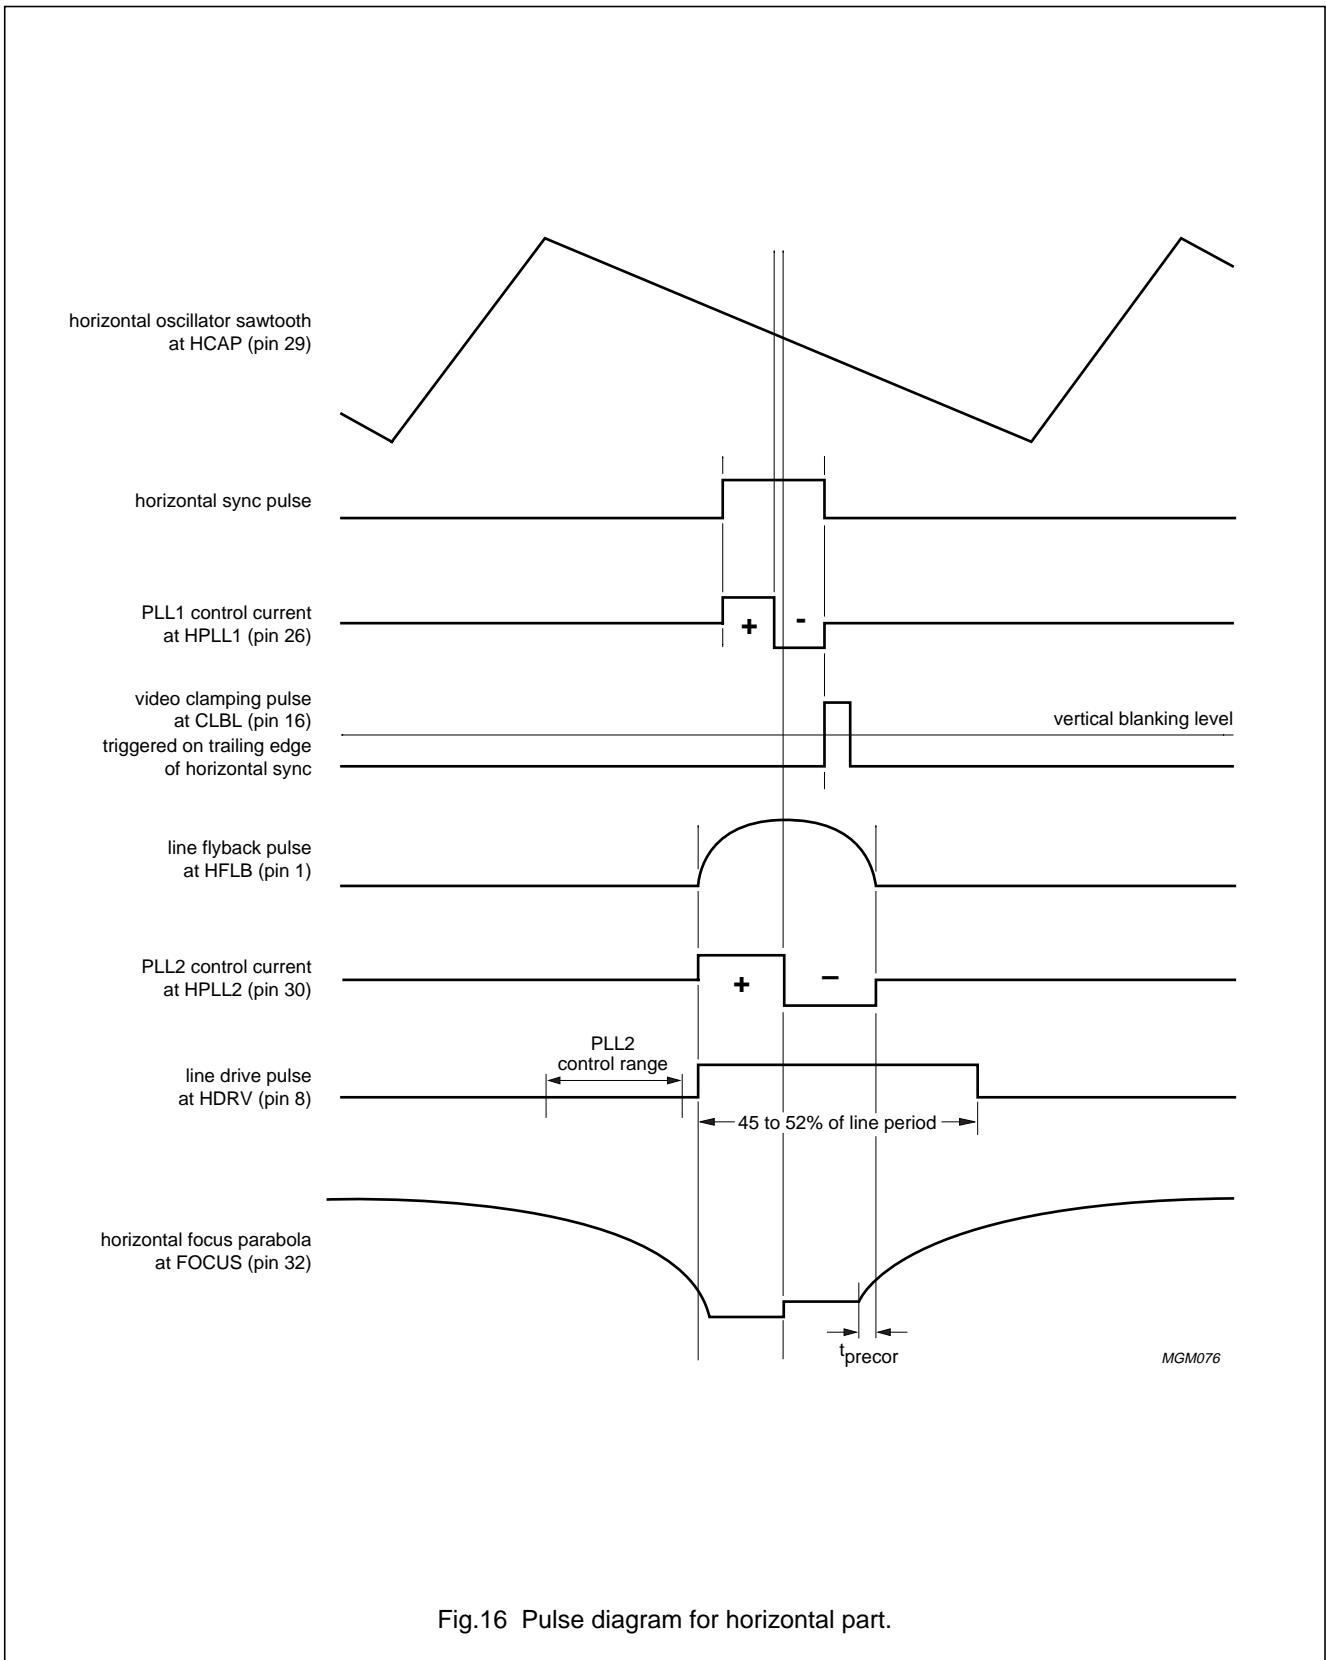 horizontal oscillator sawtooth
at HCAP (pin 29)
horizontal sync pulse
PLL1 control current
at HPLL1 (pin 26)
+
-
video clamping pulse
at CLBL (pin 16)
triggered on trailing edge
of horizontal sync
vertical blanking level
line flyback pulse
at HFLB (pin 1)
PLL2 control current
at HPLL2 (pin 30)
+
−
PLL2
control range
line drive pulse
at HDRV (pin 8)
45 to 52% of line period
horizontal focus parabola
at FOCUS (pin 32)
tprecor
MGM076
Fig.16 Pulse diagram for horizontal part.